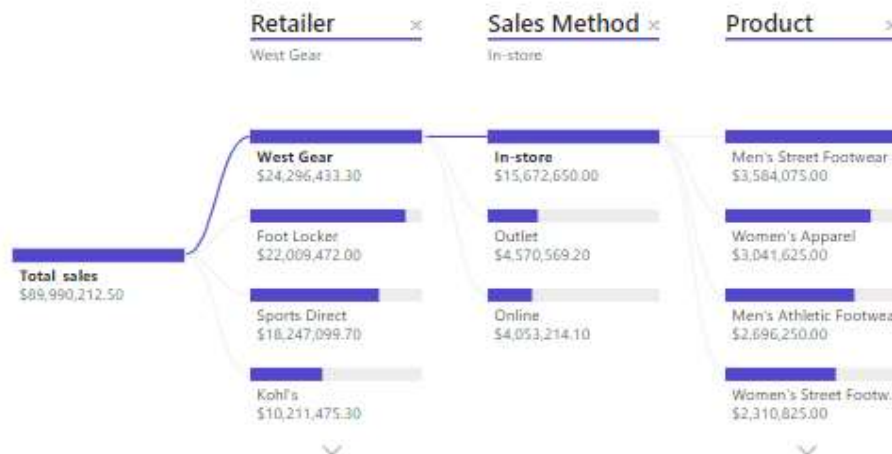 Retailer
West Gear
Sales Method
In-store
Product
Total sales
$89,990,212.50
West Gear
$24,296,433.30
Foot Locker
$22,009,472.00
Sports Direct
$18,247,099.70
Kohl's
$10,211,475.30
In-store
$15,672,650.00
Outlet
$4,570,569.20
Online
$4,053,214.10
Men's Street Footwear
$3,584,075.00
Women's Apparel
$3,041,625.00
Men's Athletic Footwea
$2,696,250.00
Women's Street Footw.
$2,310,825.00